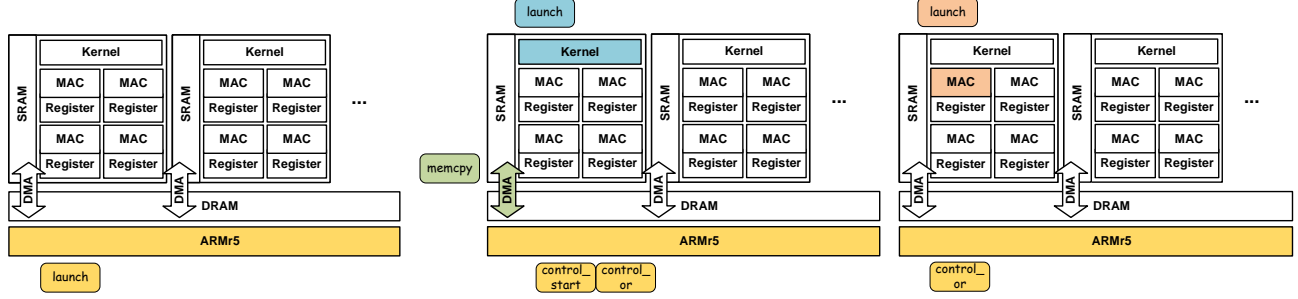 launch
launch
Kernel
Kernel
SRAM
MAC
MAC
Register
Register
MAC
MAC
Register
Register
SRAM
MAC
MAC
Register
Register
MAC
MAC
Register
Register
...
DMA
DMA
DRAM
ARMr5
launch
Kernel
Kernel
SRAM
MAC
MAC
Register
Register
MAC
MAC
Register
Register
SRAM
MAC
MAC
Register
Register
MAC
MAC
Register
Register
...
memcpy
DMA
DMA
DRAM
ARMr5
control_
start
control_
or
Kernel
Kernel
SRAM
MAC
MAC
Register
Register
MAC
MAC
Register
Register
SRAM
MAC
MAC
Register
Register
MAC
MAC
Register
Register
...
DMA
DMA
DRAM
ARMr5
control_
or